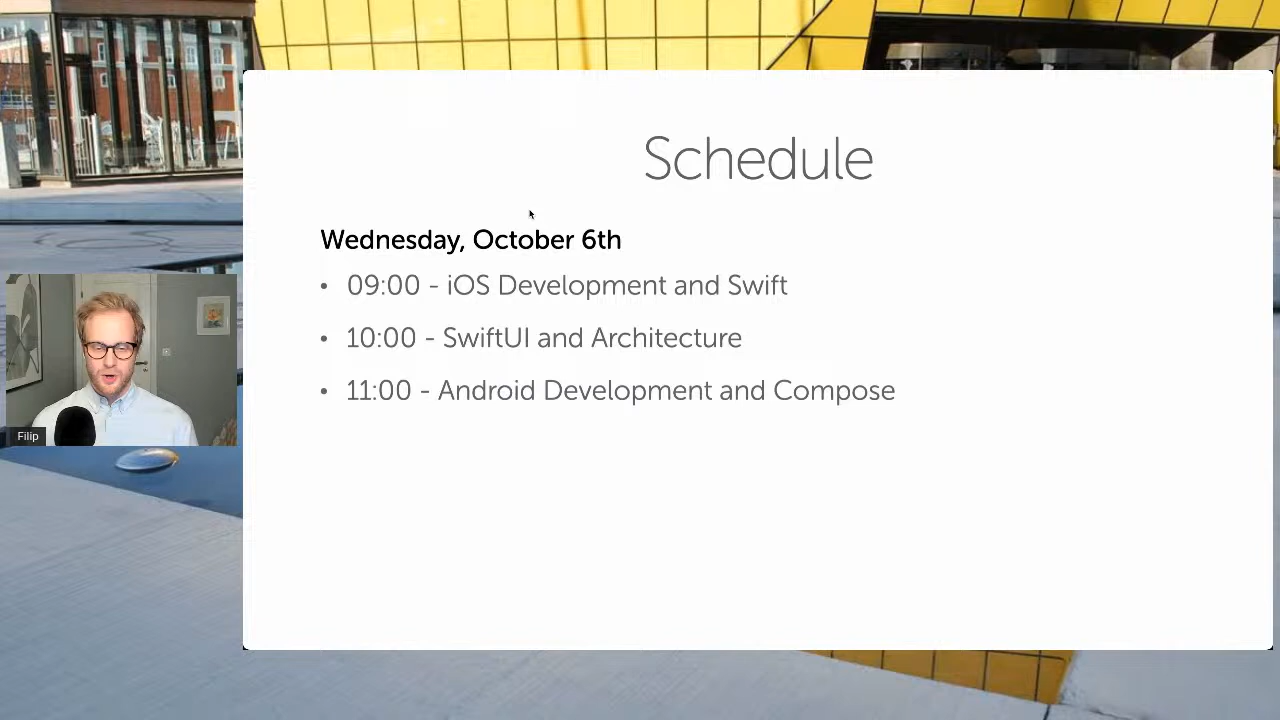 Schedule
Wednesday, October 6th
• 09:00 - iOS Development and Swift
• 10:00 - SwiftUI and Architecture
• 11:00 - Android Development and Compose
Filip